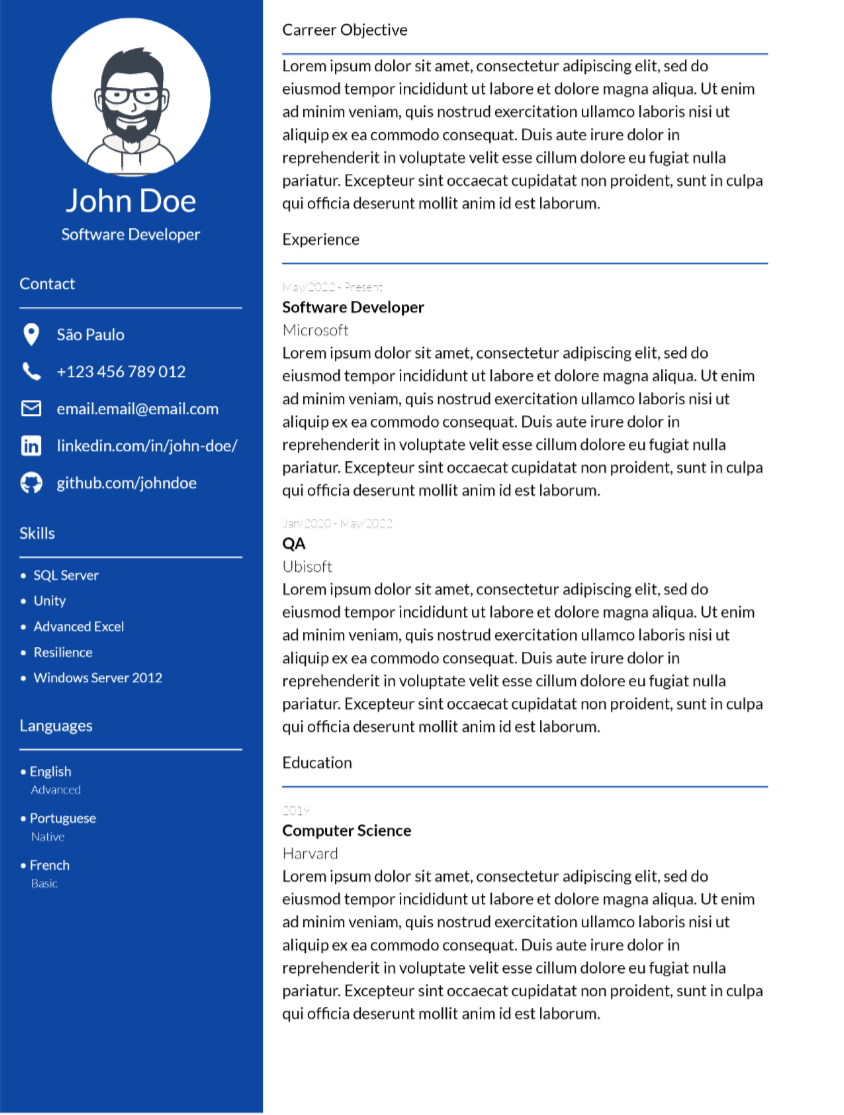 John Doe
Software Developer
Contact
São Paulo
+123 456 789 012
email.email@email.com
linkedin.com/in/john-doe/
github.com/johndoe
Skills
• SQL Server
• Unity
• Advanced Excel
• Resilience
• Windows Server 2012
Languages
• English
Advanced
• Portuguese
Native
• French
Basic
Carreer Objective
Lorem ipsum dolor sit amet, consectetur adipiscing elit, sed do
eiusmod tempor incididunt ut labore et dolore magna aliqua. Ut enim
ad minim veniam, quis nostrud exercitation ullamco laboris nisi ut
aliquip ex ea commodo consequat. Duis aute irure dolor in
reprehenderit in voluptate velit esse cillum dolore eu fugiat nulla
pariatur. Excepteur sint occaecat cupidatat non proident, sunt in culpa
qui officia deserunt mollit anim id est laborum.
Experience
May/2022 - Present
Software Developer
Microsoft
Lorem ipsum dolor sit amet, consectetur adipiscing elit, sed do
eiusmod tempor incididunt ut labore et dolore magna aliqua. Ut enim
ad minim veniam, quis nostrud exercitation ullamco laboris nisi ut
aliquip ex ea commodo consequat. Duis aute irure dolor in
reprehenderit in voluptate velit esse cillum dolore eu fugiat nulla
pariatur. Excepteur sint occaecat cupidatat non proident, sunt in culpa
qui officia deserunt mollit anim id est laborum.
Jan/2020 - May/2022
QA
Ubisoft
Lorem ipsum dolor sit amet, consectetur adipiscing elit, sed do
eiusmod tempor incididunt ut labore et dolore magna aliqua. Ut enim
ad minim veniam, quis nostrud exercitation ullamco laboris nisi ut
aliquip ex ea commodo consequat. Duis aute irure dolor in
reprehenderit in voluptate velit esse cillum dolore eu fugiat nulla
pariatur. Excepteur sint occaecat cupidatat non proident, sunt in culpa
qui officia deserunt mollit anim id est laborum.
Education
2019
Computer Science
Harvard
Lorem ipsum dolor sit amet, consectetur adipiscing elit, sed do
eiusmod tempor incididunt ut labore et dolore magna aliqua. Ut enim
ad minim veniam, quis nostrud exercitation ullamco laboris nisi ut
aliquip ex ea commodo consequat. Duis aute irure dolor in
reprehenderit in voluptate velit esse cillum dolore eu fugiat nulla
pariatur. Excepteur sint occaecat cupidatat non proident, sunt in culpa
qui officia deserunt mollit anim id est laborum.